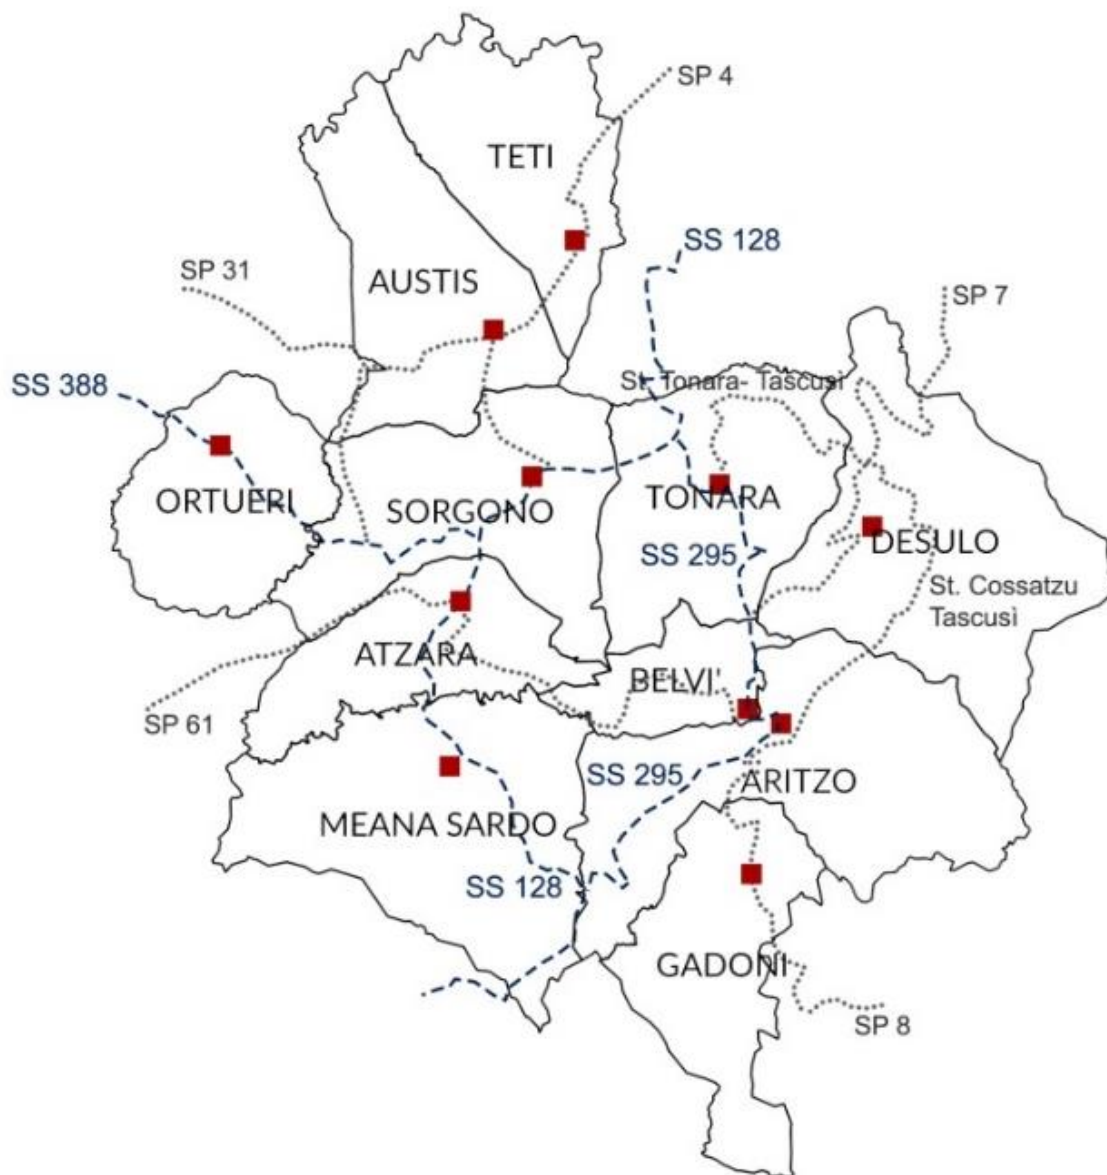 SP 4
TETI
SS 128
SP 31
AUSTIS
SP 7
SS 388
St. Tonara- Tascusì
ORTUERI
SORGONO
TONARA
DESULO
SS 295
St. Cossatzu
Tascusì
ATZARA
BELVI'
SP 61
SS 295
ARITZO
MEANA SARDO
SS 128
GADONI
SP 8